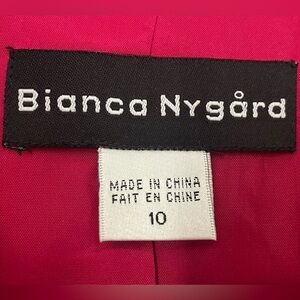 Bianca Nygård
MADE IN CHINA
FAIT EN CHINE
10